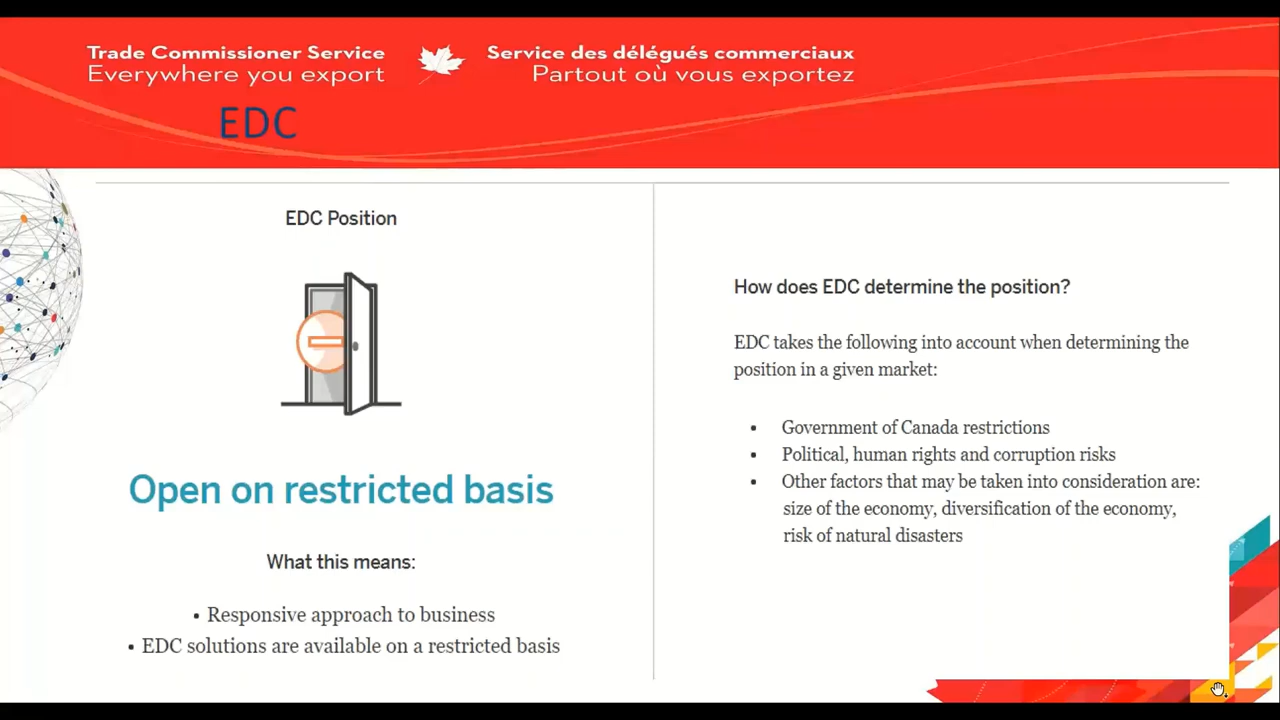 Trade Commissioner Service
Everywhere you export
Service des délégués commerciaux
Partout où vous exportez
EDC
EDC Position
Open on restricted basis
What this means:
• Responsive approach to business
• EDC solutions are available on a restricted basis
How does EDC determine the position?
EDC takes the following into account when determining the
position in a given market:
• Government of Canada restrictions
• Political, human rights and corruption risks
• Other factors that may be taken into consideration are:
size of the economy, diversification of the economy,
risk of natural disasters